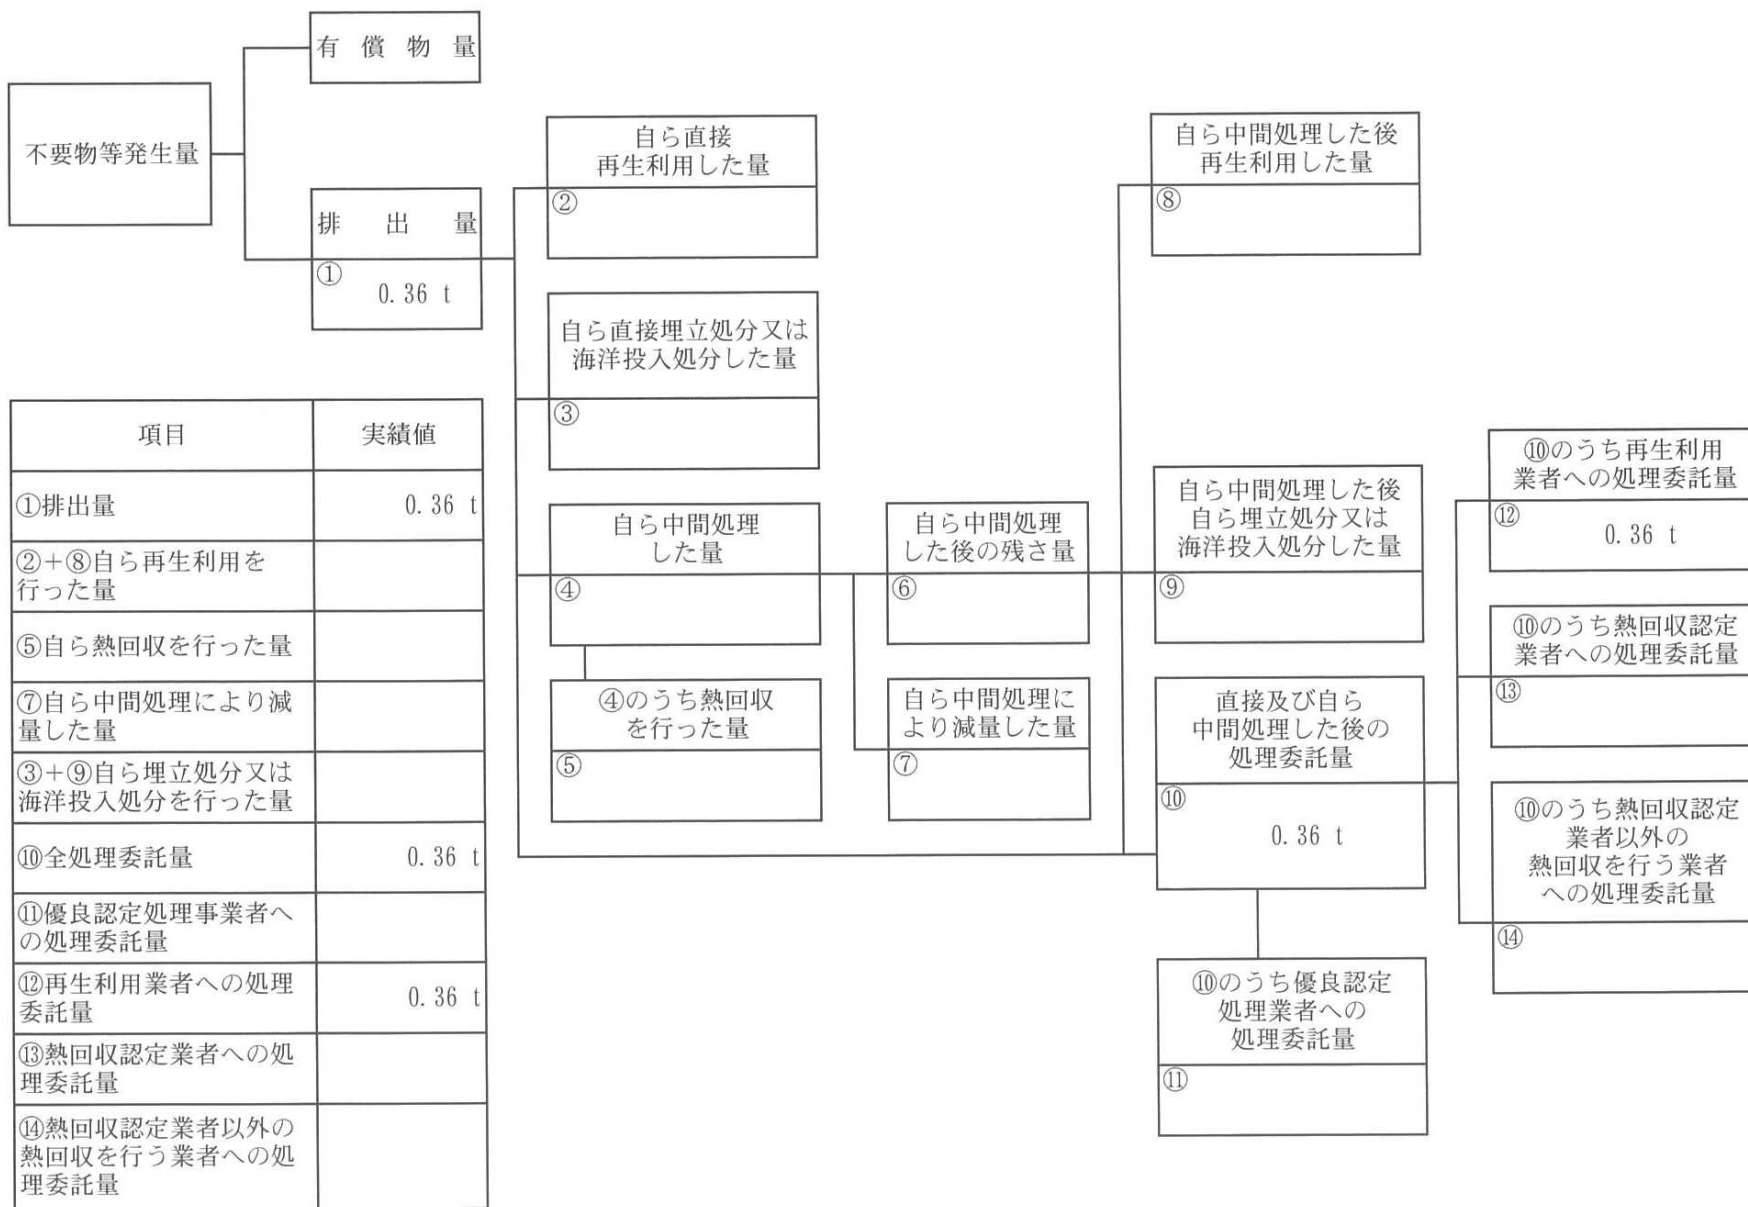 有償物量
不要物等発生量
排出量
①
0.36 t
自ら直接
再生利用した量
②
自ら直接埋立処分又は
海洋投入処分した量
③
自ら中間処理
した量
④
④のうち熱回収
を行った量
⑤
自ら中間処理
した後の残さ量
⑥
自ら中間処理に
より減量した量
⑦
自ら中間処理した後
再生利用した量
⑧
自ら中間処理した後
自ら埋立処分又は
海洋投入処分した量
⑨
直接及び自ら
中間処理した後の
処理委託量
⑩
0.36 t
⑩のうち優良認定
処理業者への
処理委託量
⑪
⑩のうち再生利用
業者への処理委託量
⑫
0.36 t
⑩のうち熱回収認定
業者への処理委託量
⑬
⑩のうち熱回収認定
業者以外の
熱回収を行う業者
への処理委託量
⑭
項目 実績値
①排出量 0.36 t
②+⑧自ら再生利用を
行った量
⑤自ら熱回収を行った量
⑦自ら中間処理により減
量した量
③+⑨自ら埋立処分又は
海洋投入処分を行った量
⑩全処理委託量 0.36 t
⑪優良認定処理事業者へ
の処理委託量
⑫再生利用業者への処理
委託量 0.36 t
⑬熱回収認定業者への処
理委託量
⑭熱回収認定業者以外の
熱回収を行う業者への処
理委託量